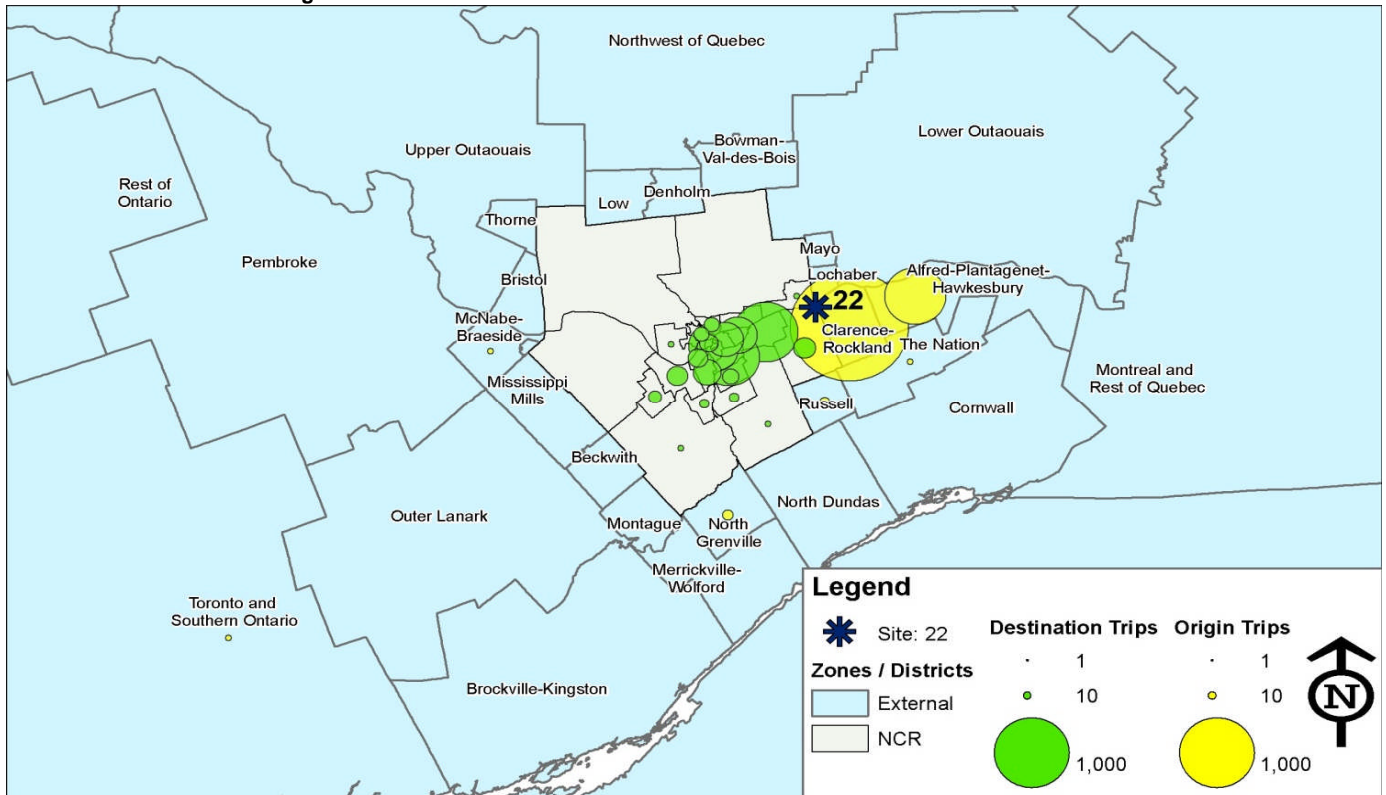 Northwest of Quebec
Lower Outaouais
Bowman-
Val-des-Bois
Upper Outaouais
Rest of
Ontario
Denholm
Low
Thorne
Mayo
Pembroke
Lochaber
Alfred-Plantagenet-
Hawkesbury
Bristol
22
McNabe-
Braeside
Clarence-
Rockland
The Nation
Montreal and
Rest of Quebec
Mississippi
Mills
Russell
Cornwall
Beckwith
North Dundas
Outer Lanark
Montague
North
Grenville
Merrickville-
Wolford
Toronto and
Southern Ontario
Brockville-Kingston
Legend
Site: 22
Zones / Districts
External
NCR
Destination Trips
1
10
1,000
Origin Trips
1
10
1,000
N